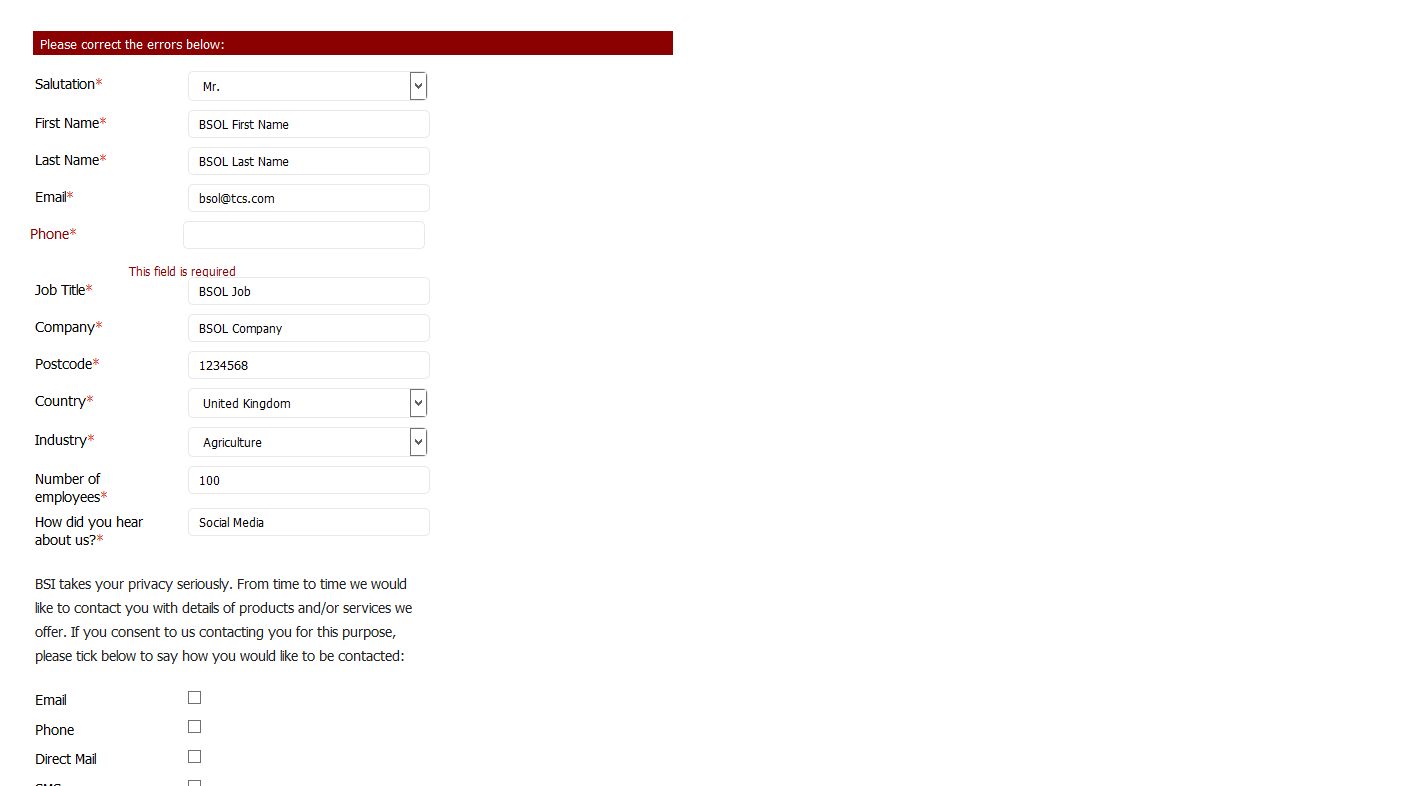 Please correct the errors below:
Salutation* Mr.
First Name* BSOL First Name
Last Name* BSOL Last Name
Email* bsol@tcs.com
Phone*
This field is required
Job Title* BSOL Job
Company* BSOL Company
Postcode* 1234568
Country* United Kingdom
Industry* Agriculture
Number of
employees* 100
How did you hear
about us?* Social Media
BSI takes your privacy seriously. From time to time we would
like to contact you with details of products and/or services we
offer. If you consent to us contacting you for this purpose,
please tick below to say how you would like to be contacted:
Email
Phone
Direct Mail